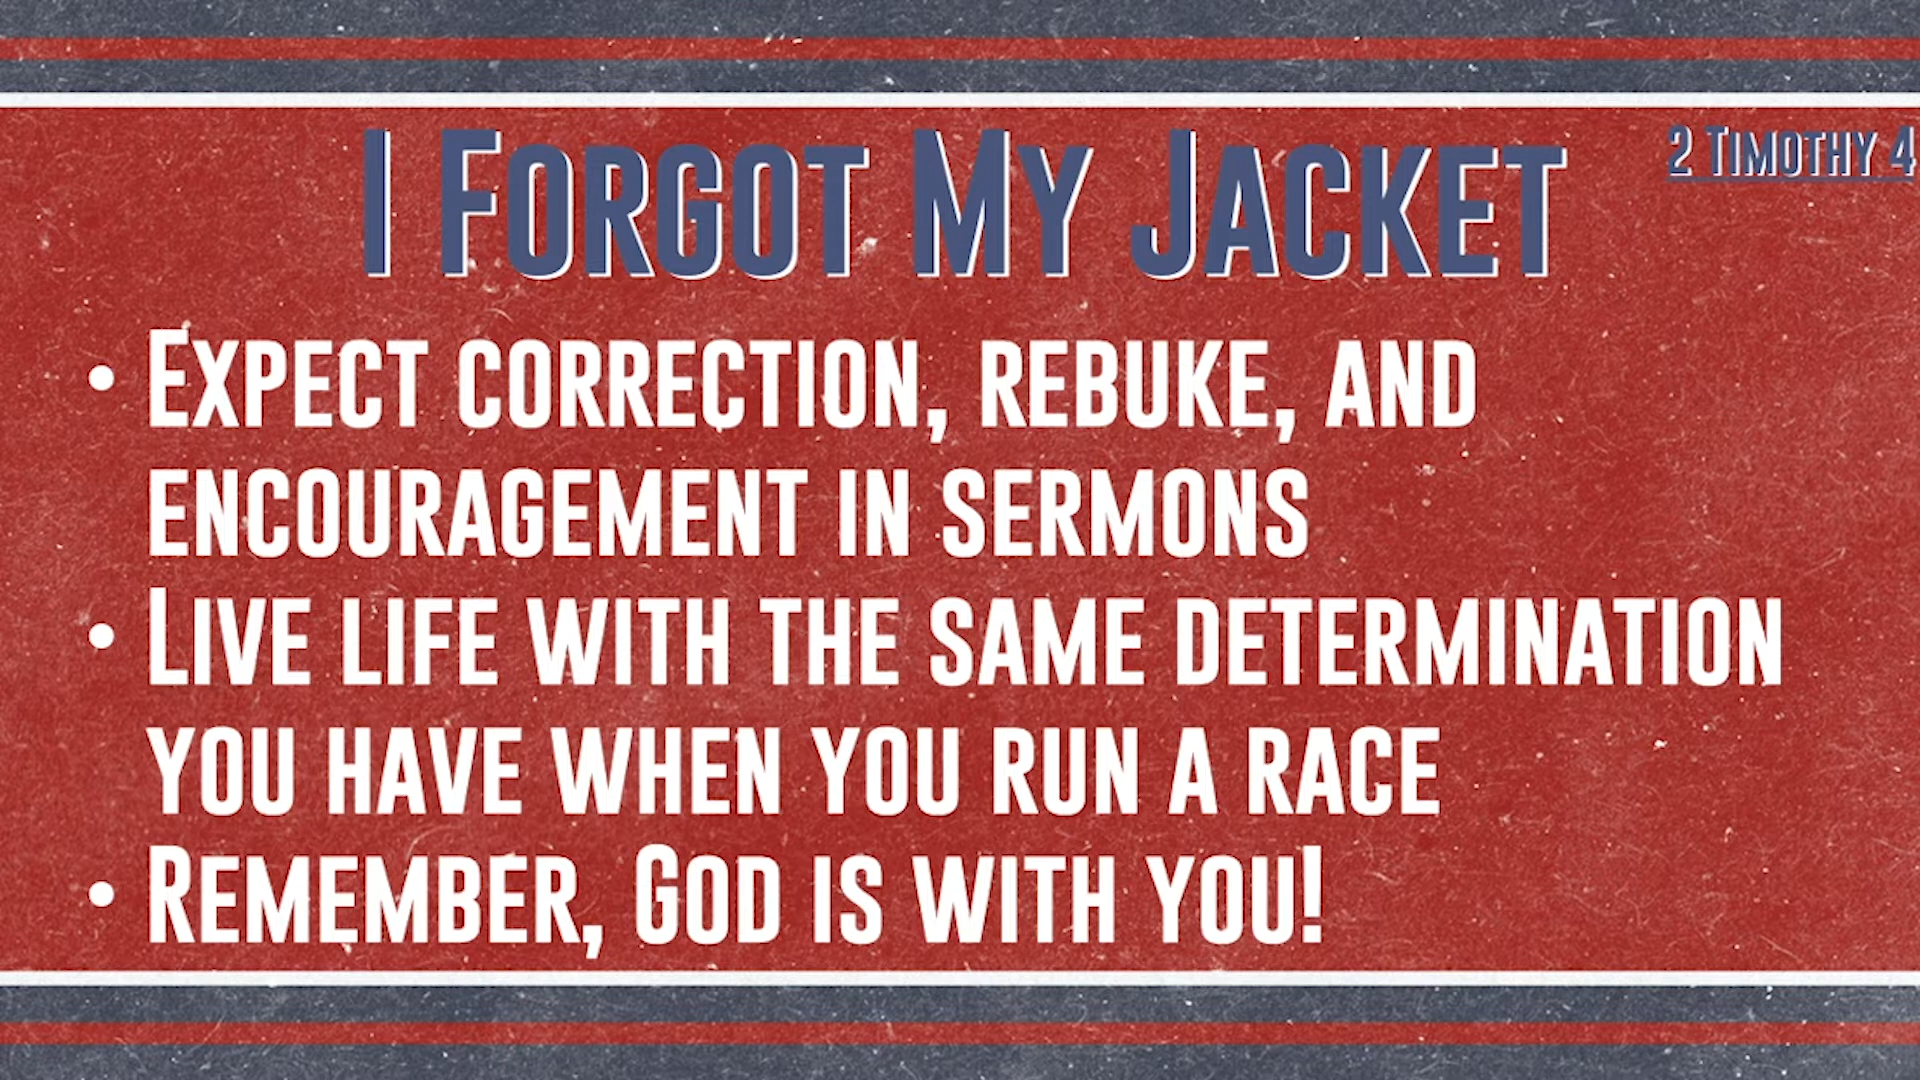 I Forgot My Jacket
2 Timothy 4
• Expect correction, rebuke, and
encouragement in sermons
• Live life with the same determination
you have when you run a race
• Remember, God is with you!